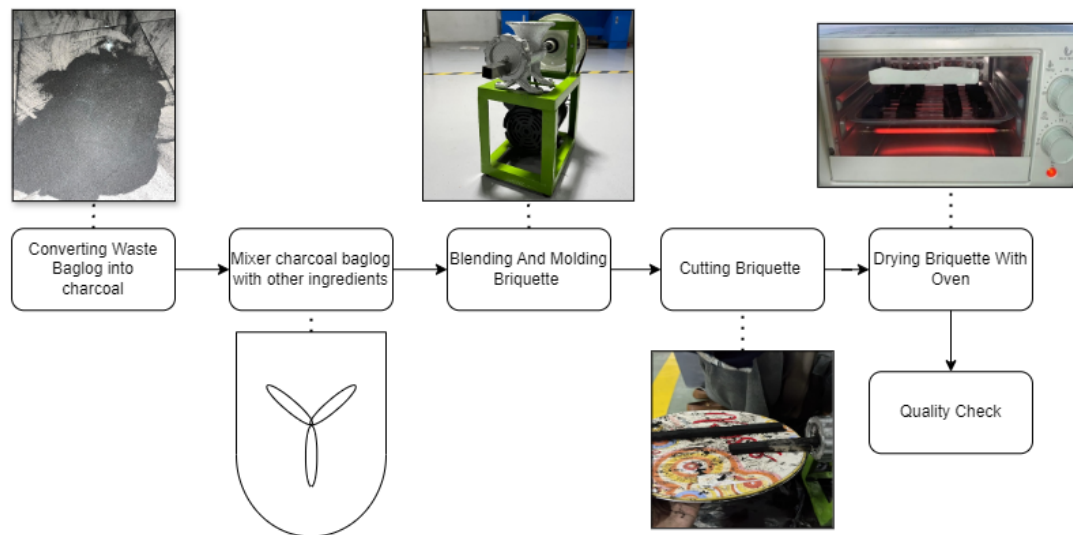 Converting Waste
Baglog into
charcoal
Mixer charcoal baglog
with other ingredients
Blending And Molding
Briquette
Cutting Briquette
Drying Briquette With
Oven
Quality Check